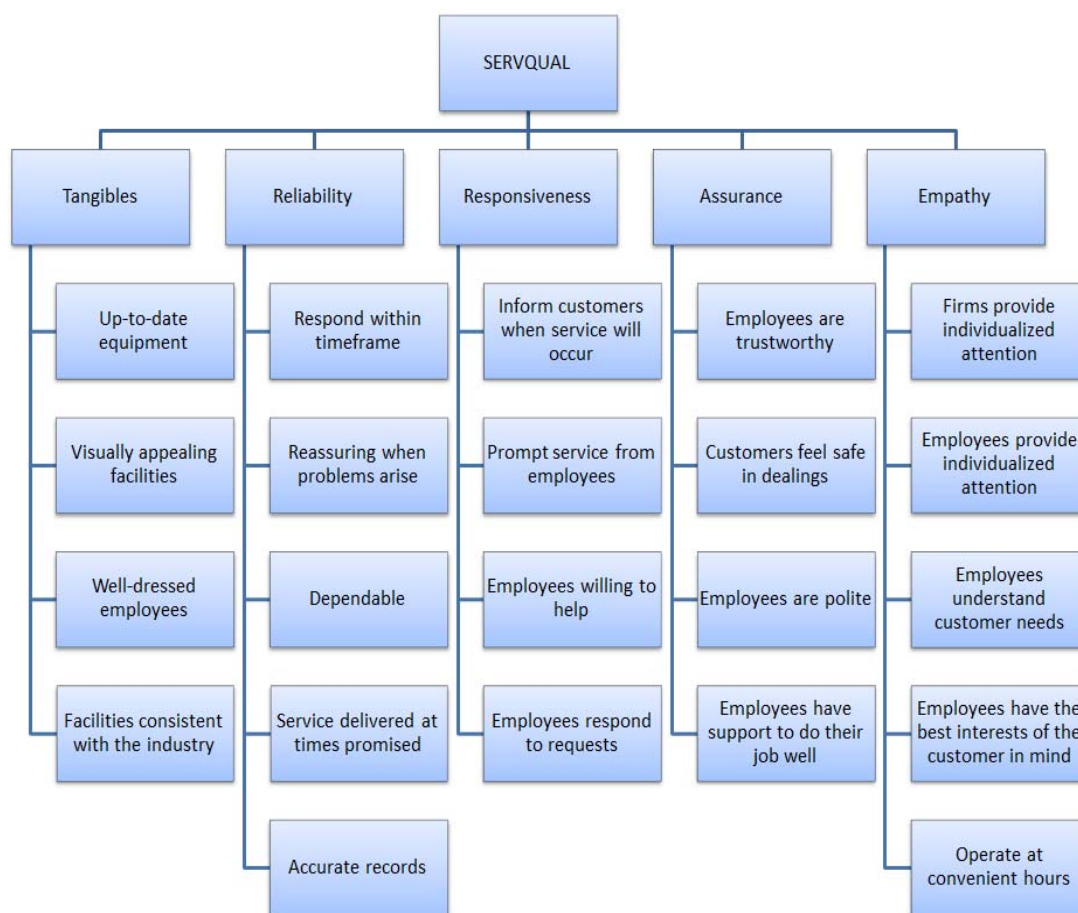 SERVQUAL
Tangibles
Reliability
Responsiveness
Assurance
Empathy
Up-to-date
equipment
Respond within
timeframe
Inform customers
when service will
occur
Employees are
trustworthy
Firms provide
individualized
attention
Visually appealing
facilities
Reassuring when
problems arise
Prompt service from
employees
Customers feel safe
in dealings
Employees provide
individualized
attention
Well-dressed
employees
Dependable
Employees willing to
help
Employees are polite
Employees
understand
customer needs
Facilities consistent
with the industry
Service delivered at
times promised
Employees respond
to requests
Employees have
support to do their
job well
Employees have the
best interests of the
customer in mind
Accurate records
Operate at
convenient hours